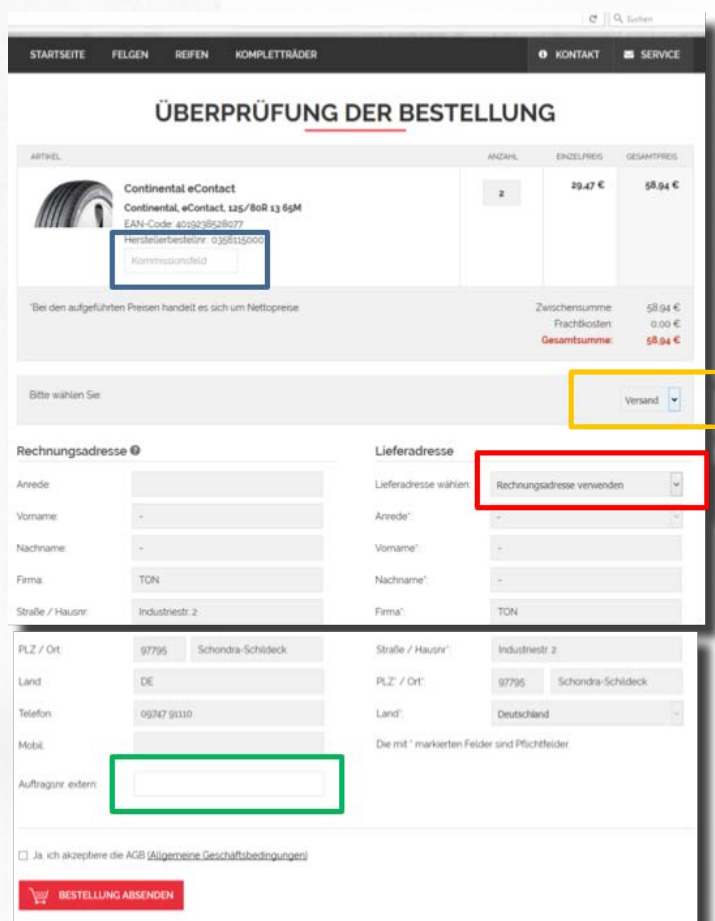 Suchen
STARTSEITE FELGEN REIFEN KOMPLETTRÄDER KONTAKT SERVICE
ÜBERPRÜFUNG DER BESTELLUNG
ARTIKEL ANZAHL EINZELPREIS GESAMTPREIS
Continental eContact 2 29,47 € 58,94 €
Continental, eContact, 125/80R 13 65M
EAN-Code: 4019238528077
Herstellerbestellnr.: 0356115000
Kommissionsfeld
*Bei den aufgeführten Preisen handelt es sich um Nettopreise Zwischensumme: 58,94 €
Frachtkosten: 0,00 €
Gesamtsumme: 58,94 €
Bitte wählen Sie: Versand
Rechnungsadresse Lieferadresse
Anrede: Lieferadresse wählen: Rechnungsadresse verwenden
Vorname: - Anrede*: -
Nachname: - Vorname*: -
Firma: TON Nachname*: -
Straße / Hausnr: Industriestr. 2 Firma*: TON
PLZ / Ort: 97795 Schondra-Schildeck Straße / Hausnr*: Industriestr. 2
Land: DE PLZ* / Ort*: 97795 Schondra-Schildeck
Telefon: 09747 91110 Land*: Deutschland
Mobil: Die mit * markierten Felder sind Pflichtfelder.
Auftragsnr. extern:
Ja, ich akzeptiere die AGB (Allgemeine Geschäftsbedingungen)
BESTELLUNG ABSENDEN